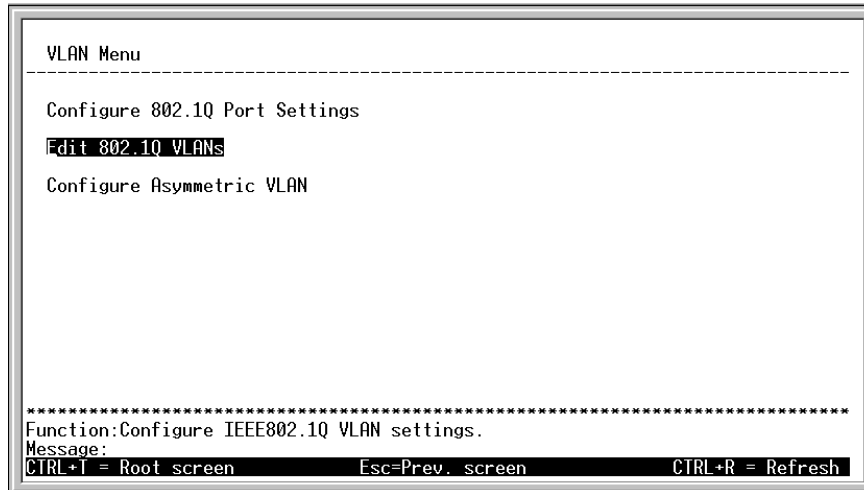 VLAN Menu
--------------------------------------------------------------------------------
Configure 802.1Q Port Settings
Edit 802.1Q VLANs
Configure Asymmetric VLAN
********************************************************************************
Function:Configure IEEE802.1Q VLAN settings.
Message:
CTRL+T = Root screen Esc=Prev. screen CTRL+R = Refresh